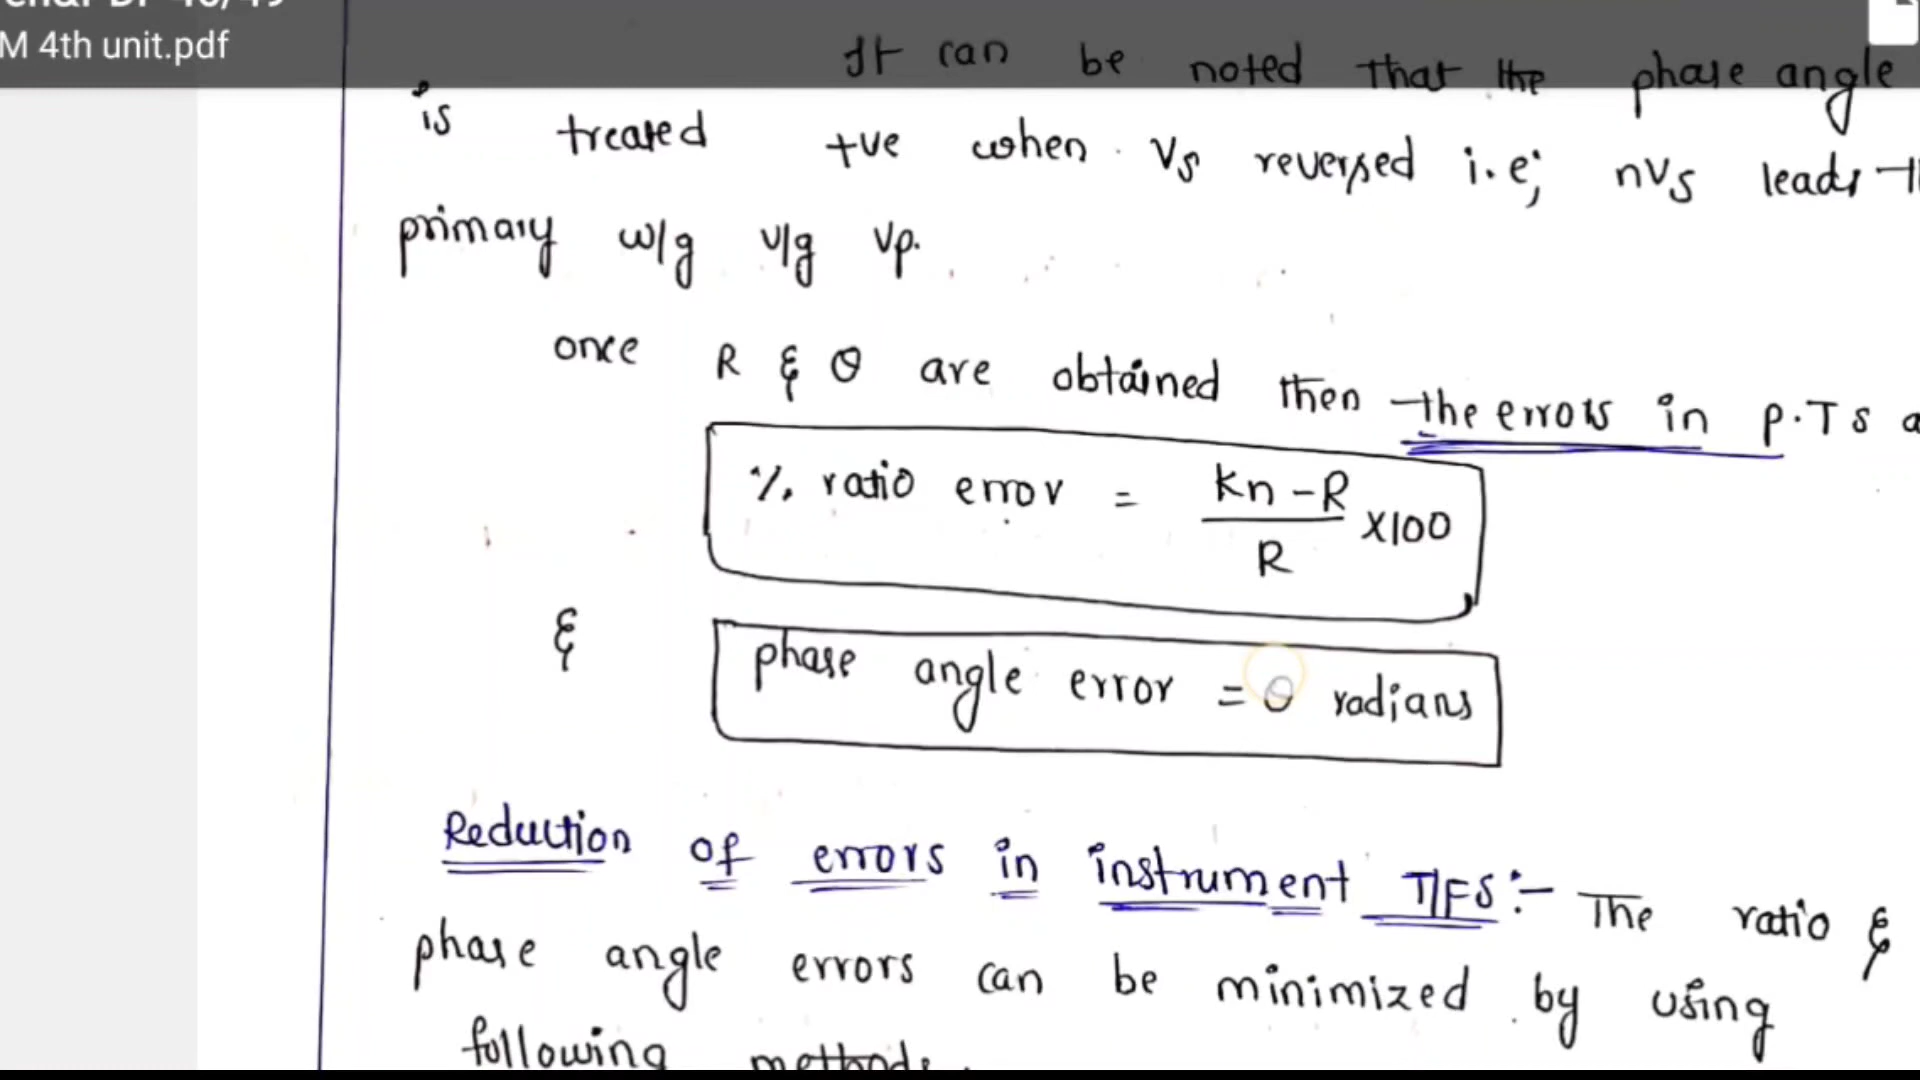 M 4th unit.pdf
It can be noted that the phase angle
is treated +ve when Vs reversed i.e; nVs leads
primary w/g v/g Vp.
once R & θ are obtained then the errors in P.Ts
% ratio error = Kn - R / R X100
& phase angle error = θ radians
Reduction of errors in instrument T/FS:- The ratio &
phase angle errors can be minimized by using
following methods.